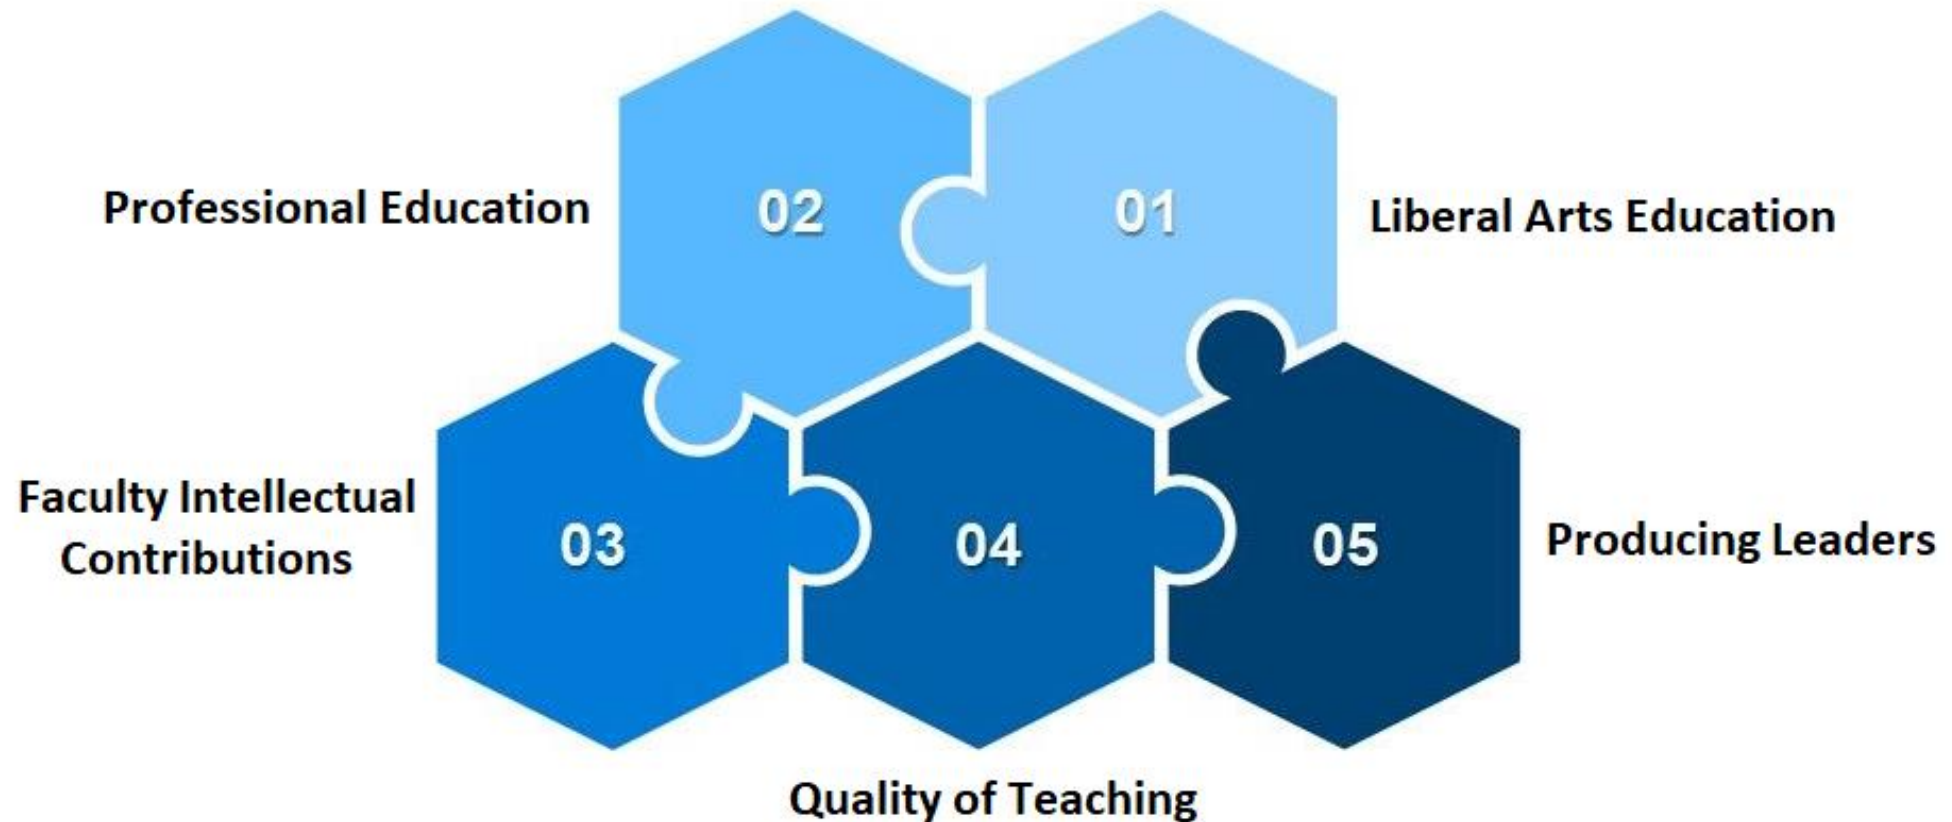 02
01
Professional Education
Liberal Arts Education
Faculty Intellectual
Contributions
03
04
05
Producing Leaders
Quality of Teaching